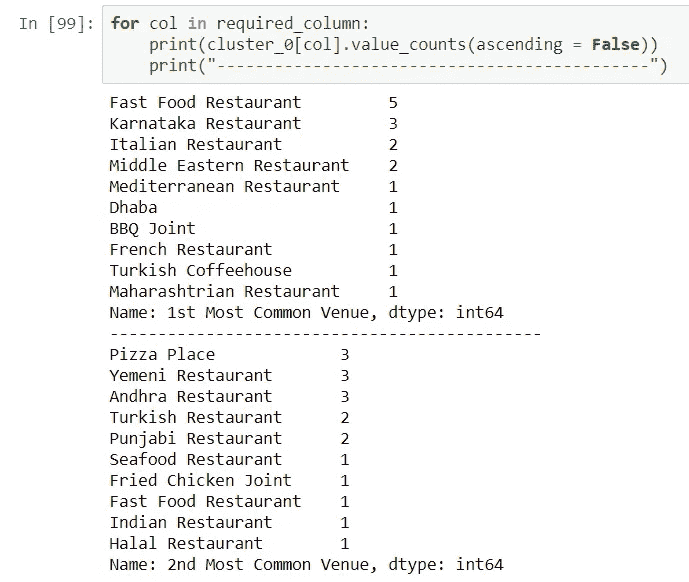 In [99]: for col in required_column:
print(cluster_0[col].value_counts(ascending = False))
print("---------------------------------------------")
Fast Food Restaurant 5
Karnataka Restaurant 3
Italian Restaurant 2
Middle Eastern Restaurant 2
Mediterranean Restaurant 1
Dhaba 1
BBQ Joint 1
French Restaurant 1
Turkish Coffeehouse 1
Maharashtrian Restaurant 1
Name: 1st Most Common Venue, dtype: int64
---------------------------------------------
Pizza Place 3
Yemeni Restaurant 3
Andhra Restaurant 3
Turkish Restaurant 2
Punjabi Restaurant 2
Seafood Restaurant 1
Fried Chicken Joint 1
Fast Food Restaurant 1
Indian Restaurant 1
Halal Restaurant 1
Name: 2nd Most Common Venue, dtype: int64